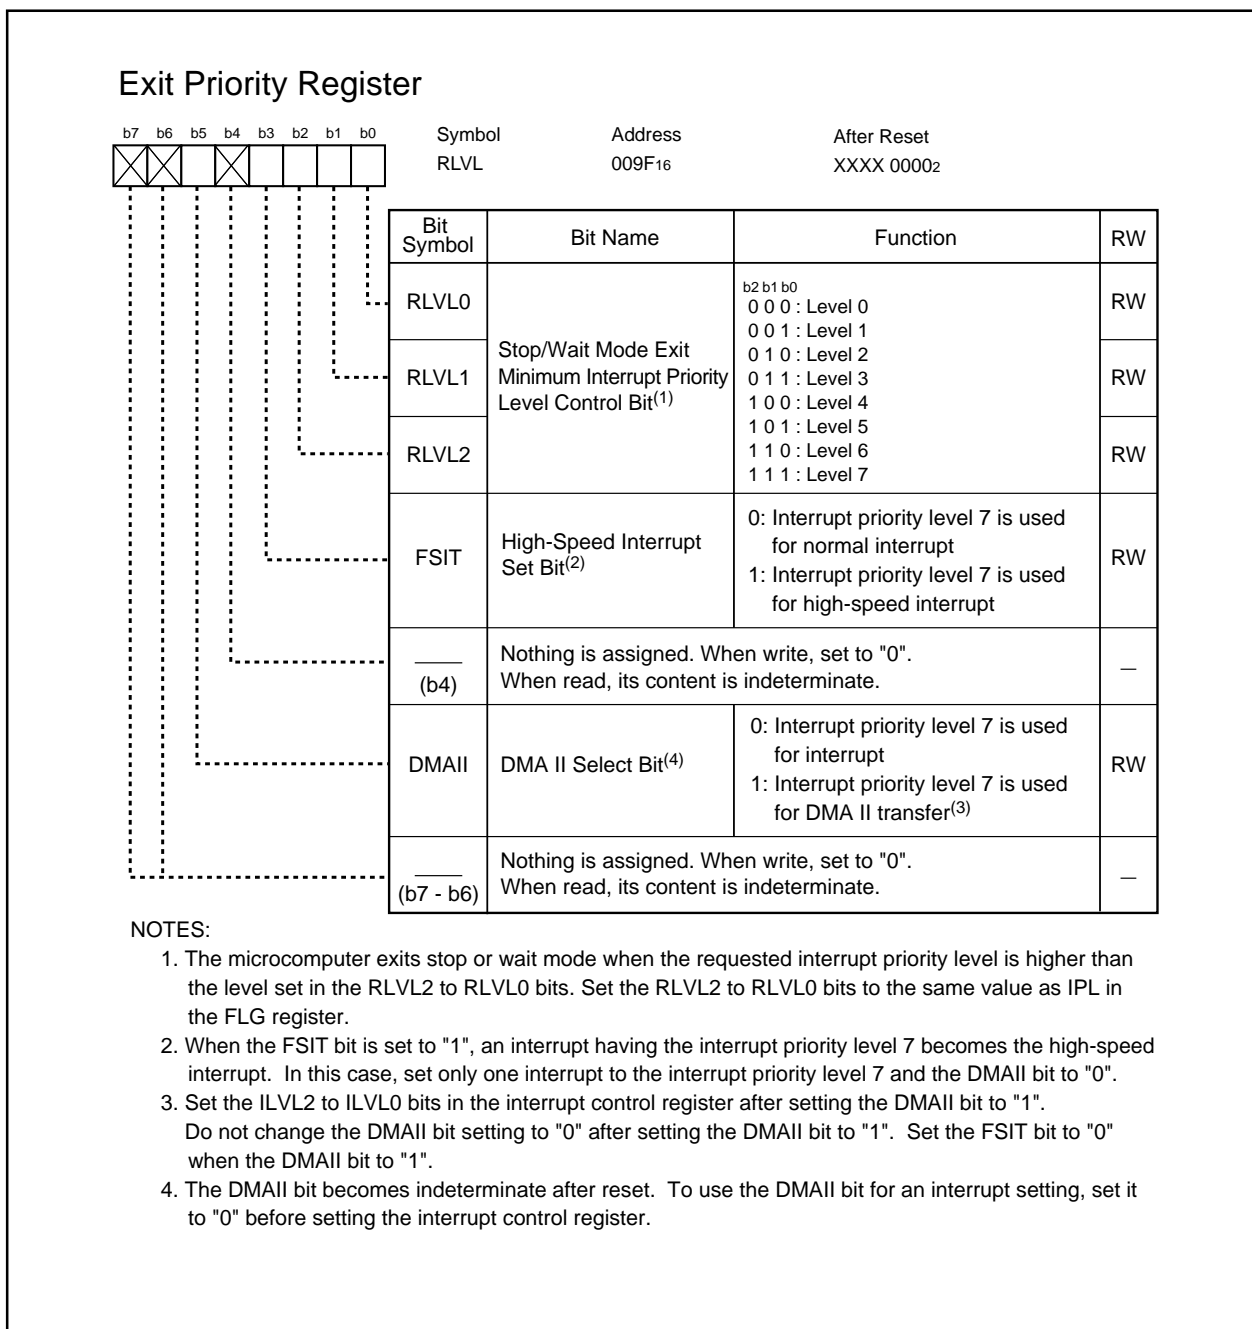 Exit Priority Register
b7 b6 b5 b4 b3 b2 b1 b0
Symbol Address After Reset
RLVL 009F16 XXXX 00002
Bit Symbol Bit Name Function RW
RLVL0 RW
RLVL1 RW
RLVL2 RW
Stop/Wait Mode Exit
Minimum Interrupt Priority
Level Control Bit(1)
b2 b1 b0
0 0 0 : Level 0
0 0 1 : Level 1
0 1 0 : Level 2
0 1 1 : Level 3
1 0 0 : Level 4
1 0 1 : Level 5
1 1 0 : Level 6
1 1 1 : Level 7
FSIT
High-Speed Interrupt
Set Bit(2)
0: Interrupt priority level 7 is used
for normal interrupt
1: Interrupt priority level 7 is used
for high-speed interrupt
RW
(b4)
Nothing is assigned. When write, set to "0".
When read, its content is indeterminate.
—
DMAII
DMA II Select Bit(4)
0: Interrupt priority level 7 is used
for interrupt
1: Interrupt priority level 7 is used
for DMA II transfer(3)
RW
(b7 - b6)
Nothing is assigned. When write, set to "0".
When read, its content is indeterminate.
—
NOTES:
1. The microcomputer exits stop or wait mode when the requested interrupt priority level is higher than
the level set in the RLVL2 to RLVL0 bits. Set the RLVL2 to RLVL0 bits to the same value as IPL in
the FLG register.
2. When the FSIT bit is set to "1", an interrupt having the interrupt priority level 7 becomes the high-speed
interrupt. In this case, set only one interrupt to the interrupt priority level 7 and the DMAII bit to "0".
3. Set the ILVL2 to ILVL0 bits in the interrupt control register after setting the DMAII bit to "1".
Do not change the DMAII bit setting to "0" after setting the DMAII bit to "1". Set the FSIT bit to "0"
when the DMAII bit to "1".
4. The DMAII bit becomes indeterminate after reset. To use the DMAII bit for an interrupt setting, set it
to "0" before setting the interrupt control register.